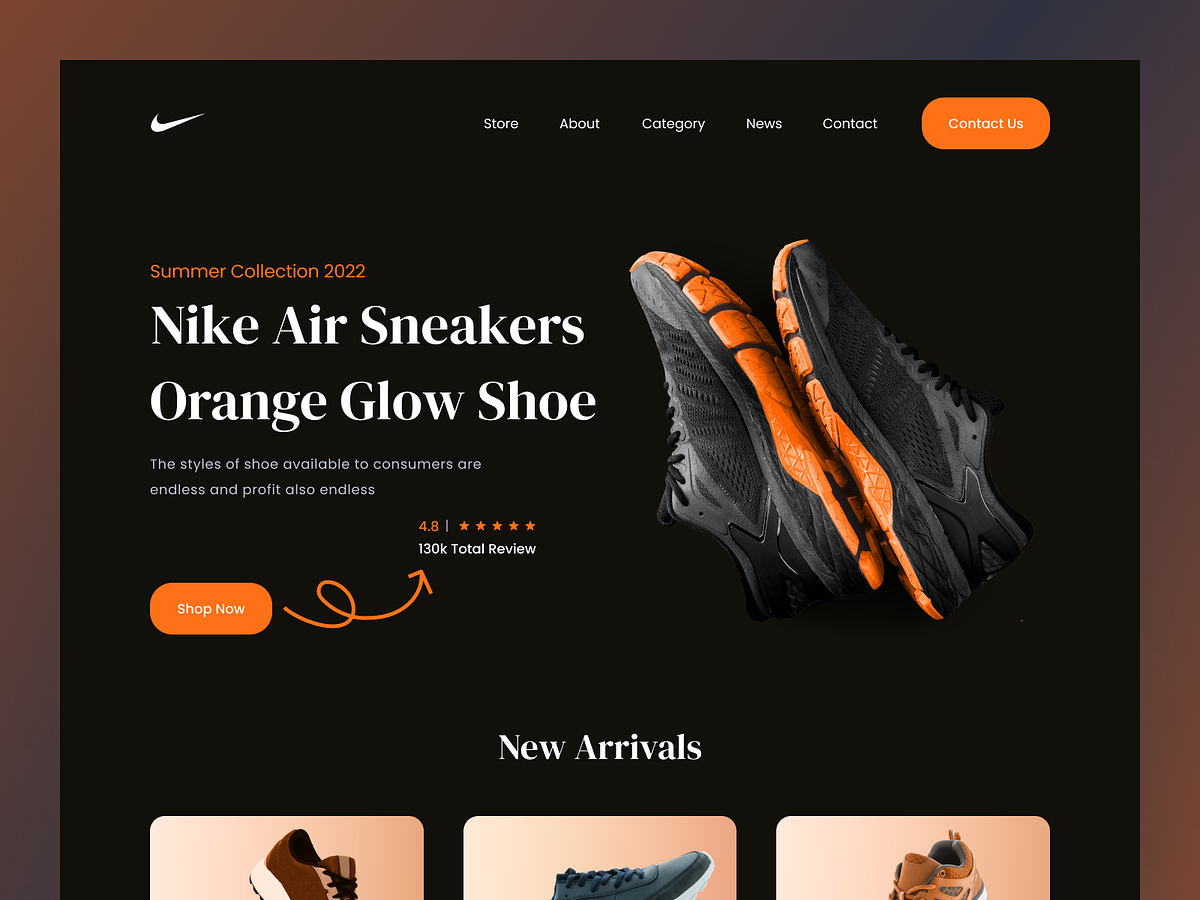 Store
About
Category
News
Contact
Contact Us
Summer Collection 2022
Nike Air Sneakers
Orange Glow Shoe
The styles of shoe available to consumers are
endless and profit also endless
4.8 |
130k Total Review
Shop Now
New Arrivals